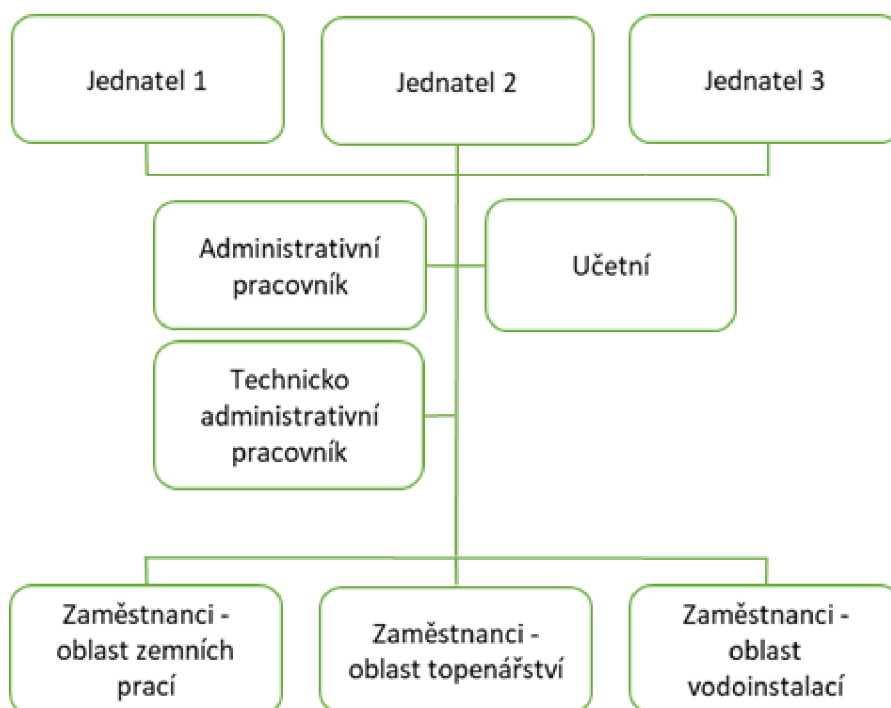 Jednatel 1
Jednatel 2
Jednatel 3
Administrativní
pracovník
Učetní
Technicko
administrativní
pracovník
Zaměstnanci -
oblast zemních
prací
Zaměstnanci -
oblast topenářství
Zaměstnanci -
oblast
vodoinstalací